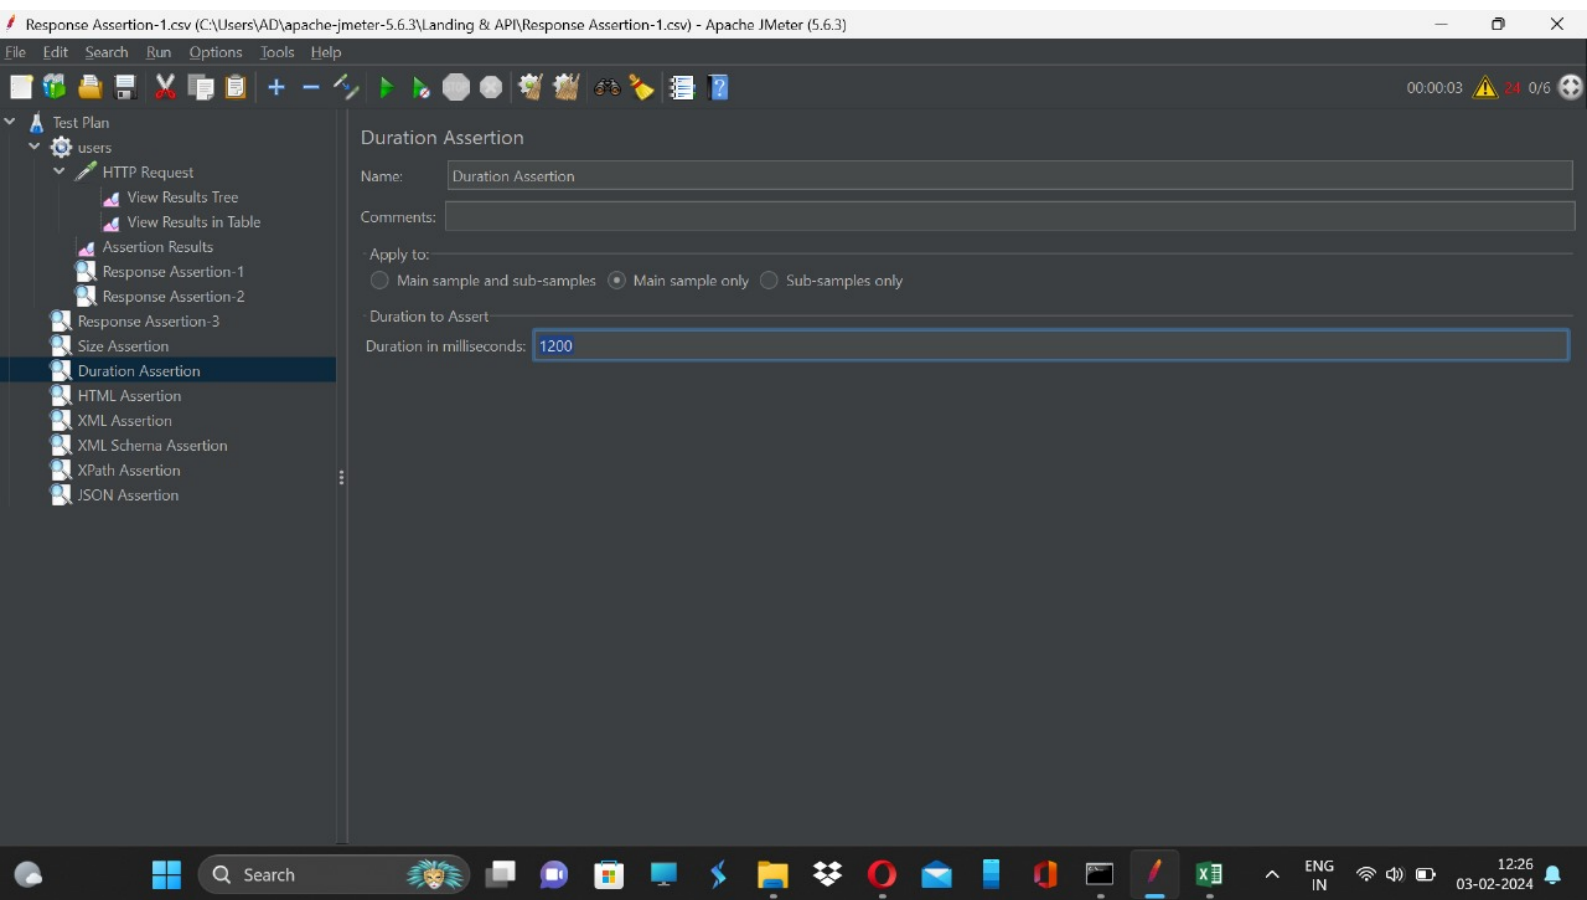 Response Assertion-1.csv (C:\Users\AD\apache-jmeter-5.6.3\Landing & API\Response Assertion-1.csv) - Apache JMeter (5.6.3)
File Edit Search Run Options Tools Help
STOP
00:00:03 24 0/6
Test Plan
users
HTTP Request
View Results Tree
View Results in Table
Assertion Results
Response Assertion-1
Response Assertion-2
Response Assertion-3
Size Assertion
Duration Assertion
HTML Assertion
XML Assertion
XML Schema Assertion
XPath Assertion
JSON Assertion
Duration Assertion
Name: Duration Assertion
Comments:
Apply to:
Main sample and sub-samples Main sample only Sub-samples only
Duration to Assert
Duration in milliseconds: 1200
Search
ENG
IN
12:26
03-02-2024